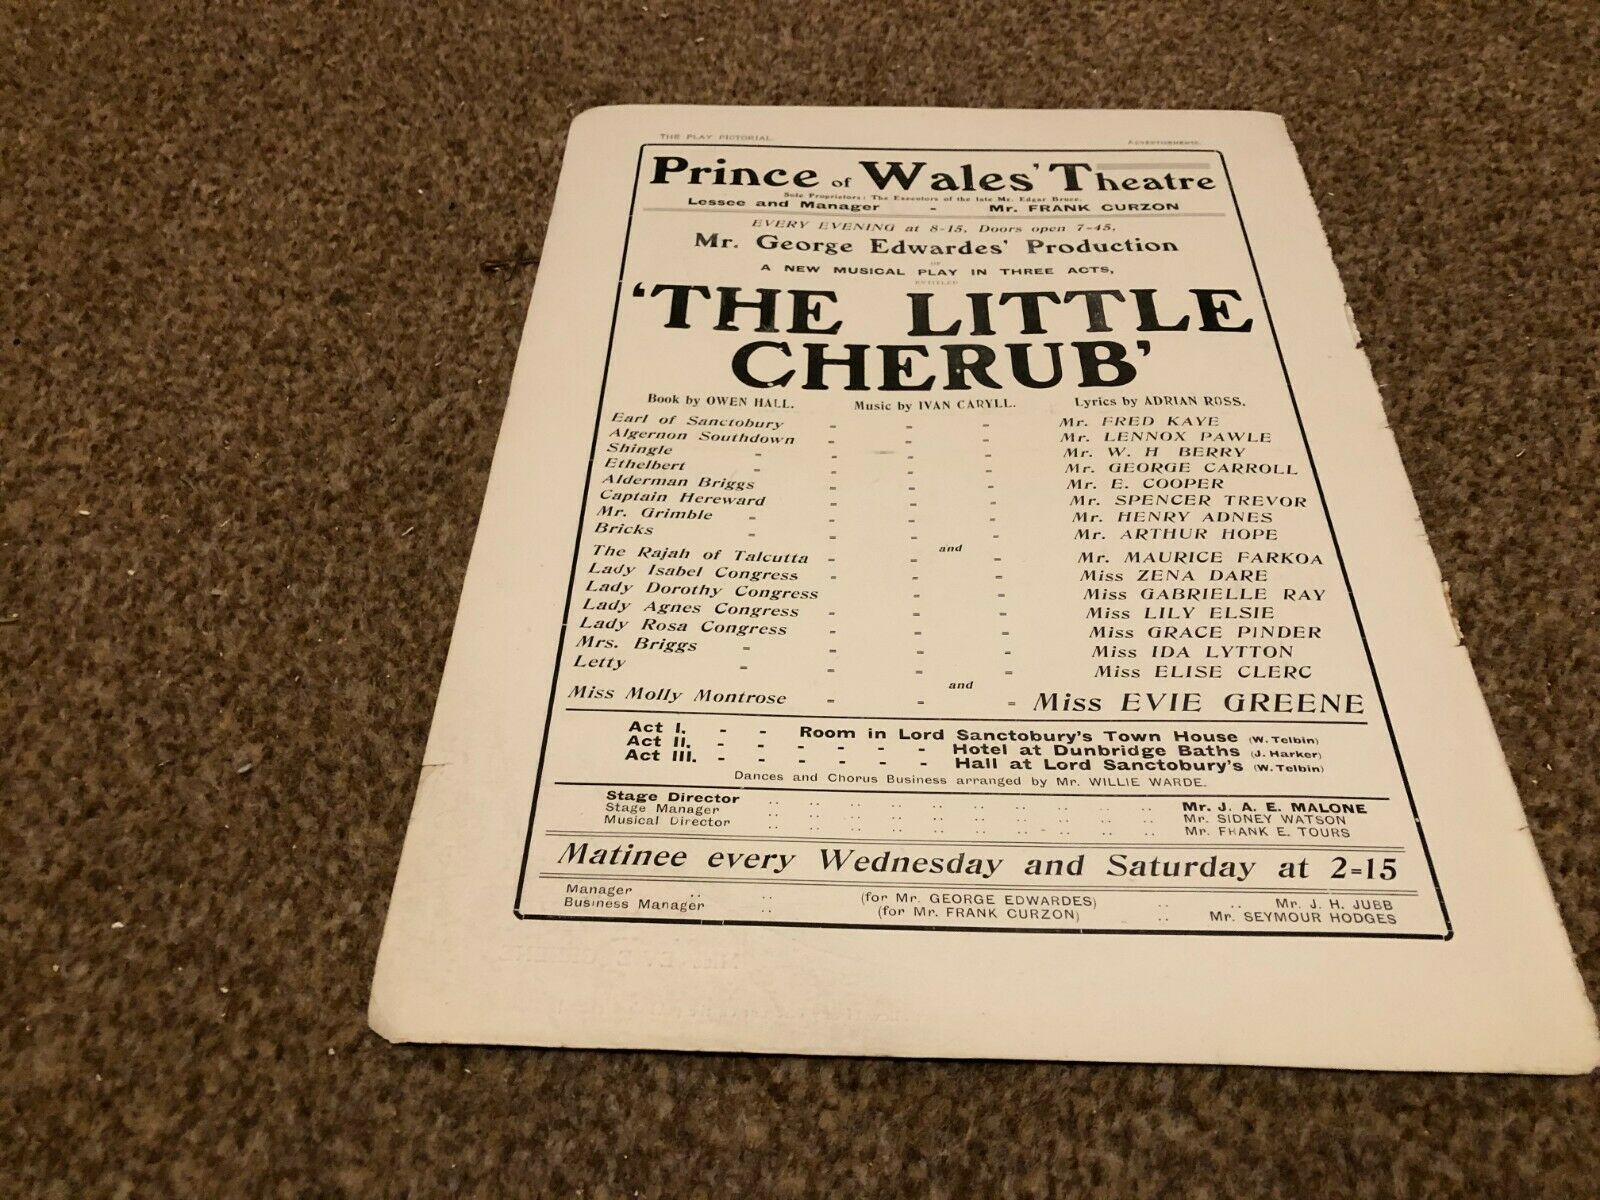 THE PLAY PICTORIAL. ADVERTISEMENTS.
Prince of Wales' Theatre
Sole Proprietors: The Executors of the late Mr. Edgar Bruce.
Lessee and Manager - Mr. FRANK CURZON
EVERY EVENING at 8-15, Doors open 7-45,
Mr. George Edwardes' Production
OF
A NEW MUSICAL PLAY IN THREE ACTS,
ENTITLED
'THE LITTLE
CHERUB'
Book by OWEN HALL. Music by IVAN CARYLL. Lyrics by ADRIAN ROSS.
Earl of Sanctobury - - - Mr. FRED KAYE
Algernon Southdown - - - Mr. LENNOX PAWLE
Shingle - - - - Mr. W. H BERRY
Ethelbert - - - - Mr. GEORGE CARROLL
Alderman Briggs - - - Mr. E. COOPER
Captain Hereward - - - Mr. SPENCER TREVOR
Mr. Grimble - - - - Mr. HENRY ADNES
Bricks - - - - Mr. ARTHUR HOPE
and
The Rajah of Talcutta - - - Mr. MAURICE FARKOA
Lady Isabel Congress - - - Miss ZENA DARE
Lady Dorothy Congress - - Miss GABRIELLE RAY
Lady Agnes Congress - - - Miss LILY ELSIE
Lady Rosa Congress - - - Miss GRACE PINDER
Mrs. Briggs - - - - Miss IDA LYTTON
Letty - - - - Miss ELISE CLERC
and
Miss Molly Montrose - - - Miss EVIE GREENE
Act I. - - Room in Lord Sanctobury's Town House (W. Telbin)
Act II. - - - - - - Hotel at Dunbridge Baths (J. Harker)
Act III. - - - - - - Hall at Lord Sanctobury's (W. Telbin)
Dances and Chorus Business arranged by Mr. WILLIE WARDE.
Stage Director .. .. .. .. .. .. .. .. .. .. Mr. J. A. E. MALONE
Stage Manager .. .. .. .. .. .. .. .. .. .. Mr. SIDNEY WATSON
Musical Director .. .. .. .. .. .. .. .. .. .. Mr. FRANK E. TOURS
Matinee every Wednesday and Saturday at 2=15
Manager .. .. (for Mr. GEORGE EDWARDES) .. .. Mr. J. H. JUBB
Business Manager .. (for Mr. FRANK CURZON) .. Mr. SEYMOUR HODGES